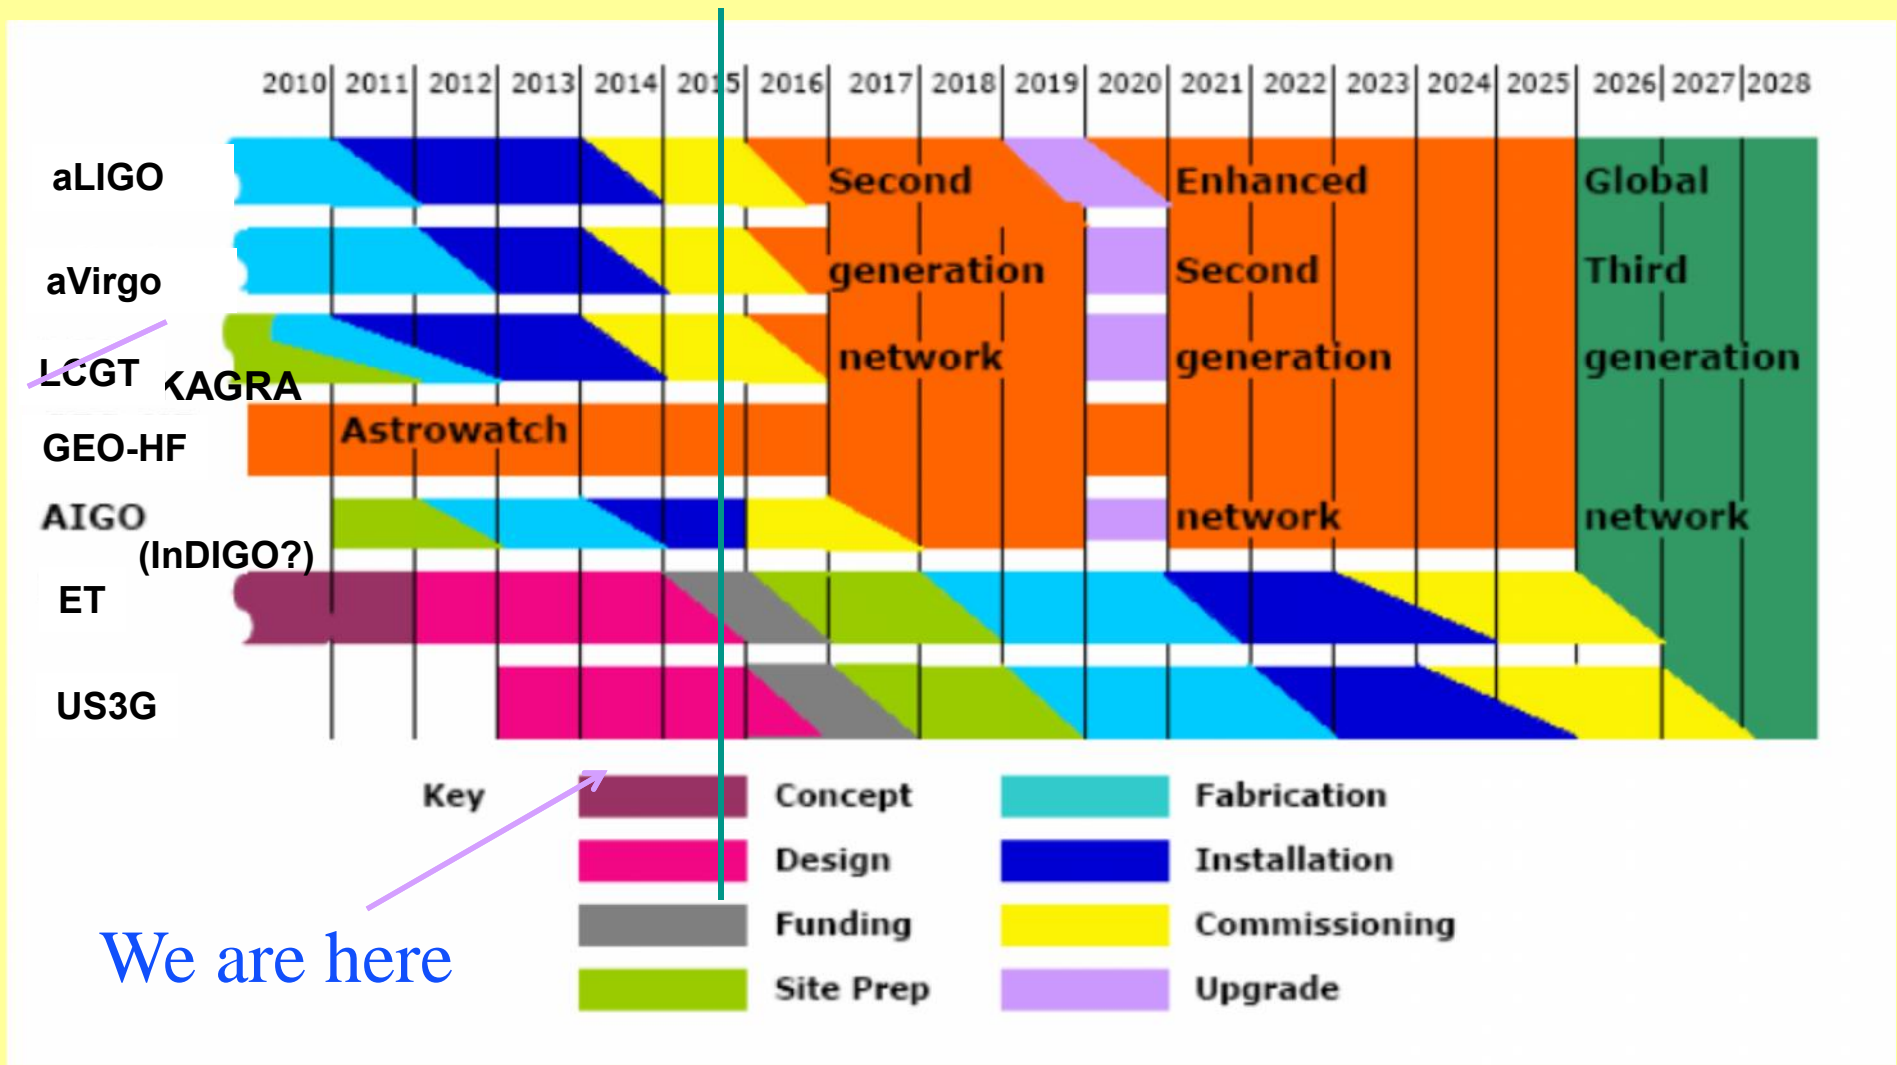 2010 2011 2012 2013 2014 2015 2016 2017 2018 2019 2020 2021 2022 2023 2024 2025 2026 2027 2028
aLIGO Second Enhanced Global
aVirgo generation Second Third
LCGT KAGRA network generation generation
GEO-HF Astrowatch
AIGO network network
(InDIGO?)
ET
US3G
Key Concept Fabrication
Design Installation
Funding Commissioning
We are here
Site Prep Upgrade